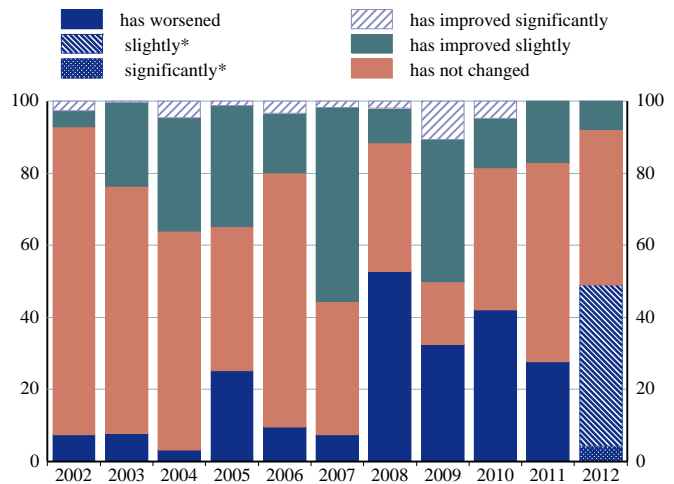 has worsened
slightly*
significantly*
has improved significantly
has improved slightly
has not changed
100 100
80 80
60 60
40 40
20 20
0 0
2002 2003 2004 2005 2006 2007 2008 2009 2010 2011 2012